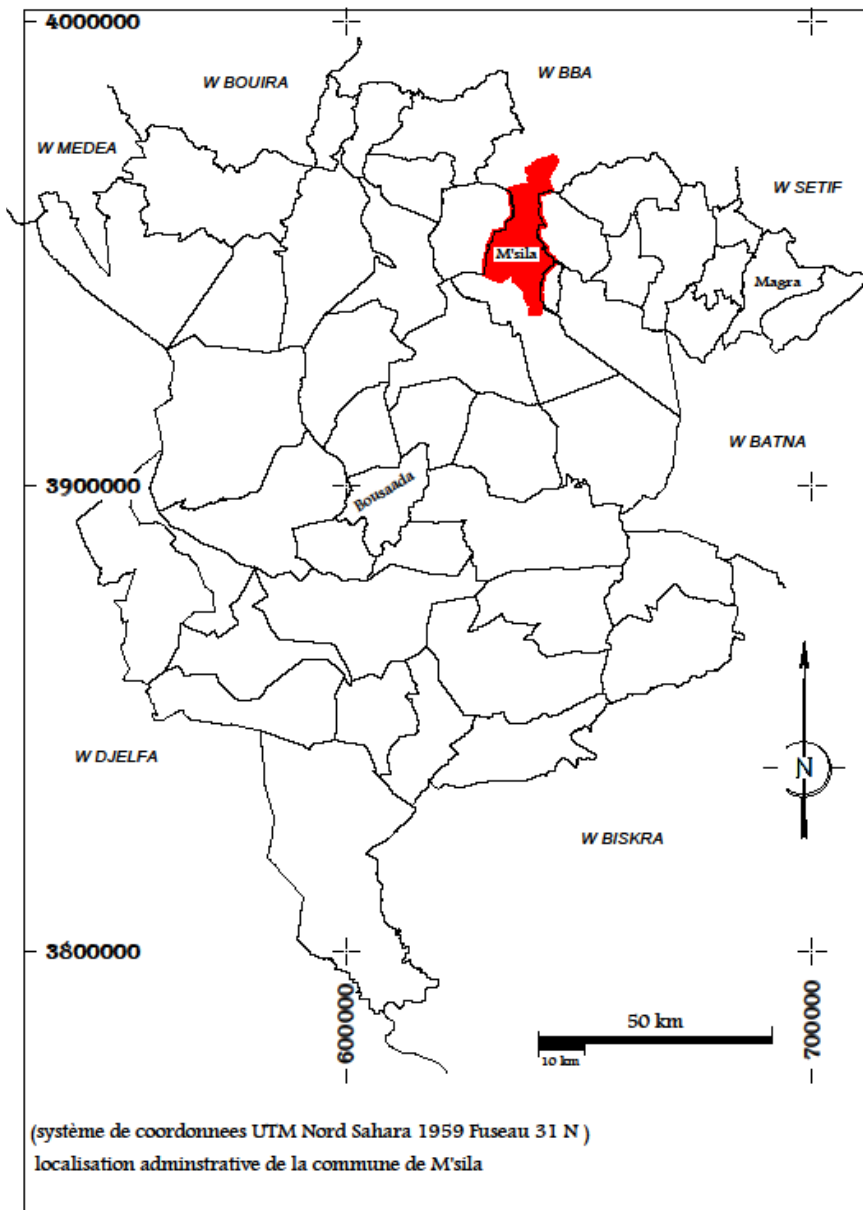 4000000
W BOUIRA
W BBA
W MEDEA
W SETIF
M'sila
Magra
W BATNA
3900000
Bousaada
W DJELFA
N
W BISKRA
3800000
600000
700000
50 km
10 km
(système de coordonnees UTM Nord Sahara 1959 Fuseau 31 N )
localisation adminstrative de la commune de M'sila